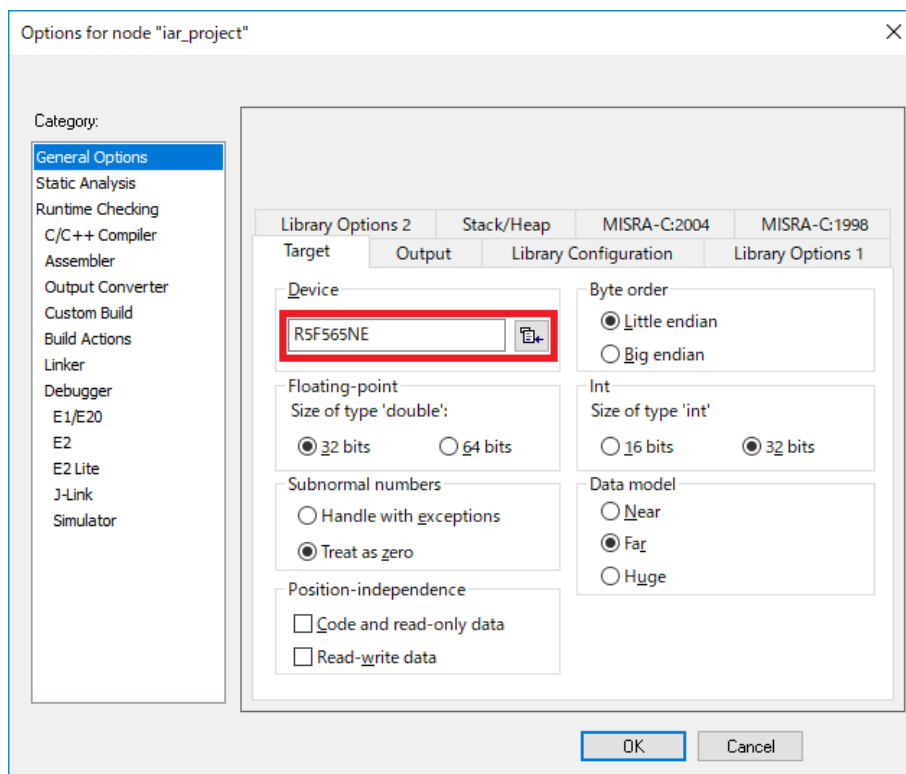 Options for node "iar_project"
Category:
General Options
Static Analysis
Runtime Checking
C/C++ Compiler
Assembler
Output Converter
Custom Build
Build Actions
Linker
Debugger
E1/E20
E2
E2 Lite
J-Link
Simulator
Library Options 2 Stack/Heap MISRA-C:2004 MISRA-C:1998
Target Output Library Configuration Library Options 1
Device
R5F565NE
Byte order
Little endian
Big endian
Floating-point
Size of type 'double':
32 bits 64 bits
Int
Size of type 'int'
16 bits 32 bits
Subnormal numbers
Handle with exceptions
Treat as zero
Data model
Near
Far
Huge
Position-independence
Code and read-only data
Read-write data
OK Cancel